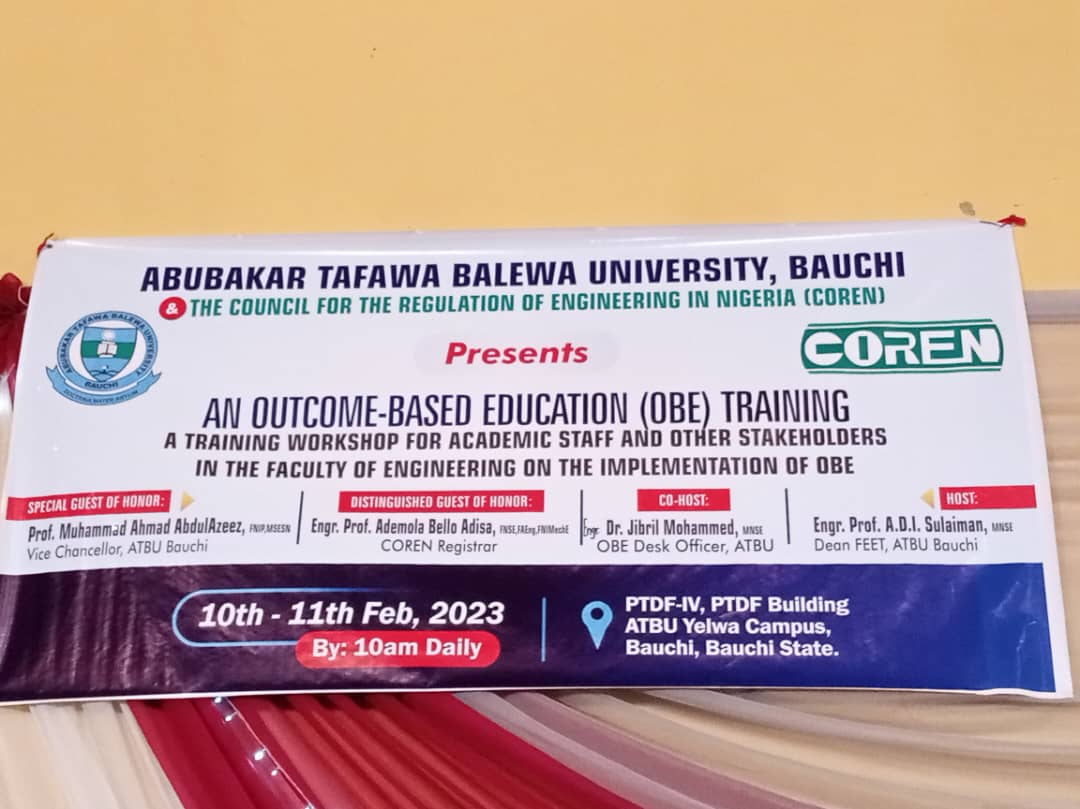 ABUBAKAR TAFAWA BALEWA UNIVERSITY, BAUCHI
& THE COUNCIL FOR THE REGULATION OF ENGINEERING IN NIGERIA (COREN)
ABUBAKAR TAFAWA BALEWA UNIVERSITY
BAUCHI
Presents
COREN
AN OUTCOME-BASED EDUCATION (OBE) TRAINING
A TRAINING WORKSHOP FOR ACADEMIC STAFF AND OTHER STAKEHOLDERS
IN THE FACULTY OF ENGINEERING ON THE IMPLEMENTATION OF OBE
SPECIAL GUEST OF HONOR:
Prof. Muhammad Ahmad AbdulAzeez, FNIP,MSESN
Vice Chancellor, ATBU Bauchi
DISTINGUISHED GUEST OF HONOR:
Engr. Prof. Ademola Bello Adisa, FNSE,FAEng,FNIMechE
COREN Registrar
CO-HOST:
Engr. Dr. Jibril Mohammed, MNSE
OBE Desk Officer, ATBU
HOST:
Engr. Prof. A.D.I. Sulaiman, MNSE
Dean FEET, ATBU Bauchi
10th - 11th Feb, 2023
By: 10am Daily
PTDF-IV, PTDF Building
ATBU Yelwa Campus,
Bauchi, Bauchi State.